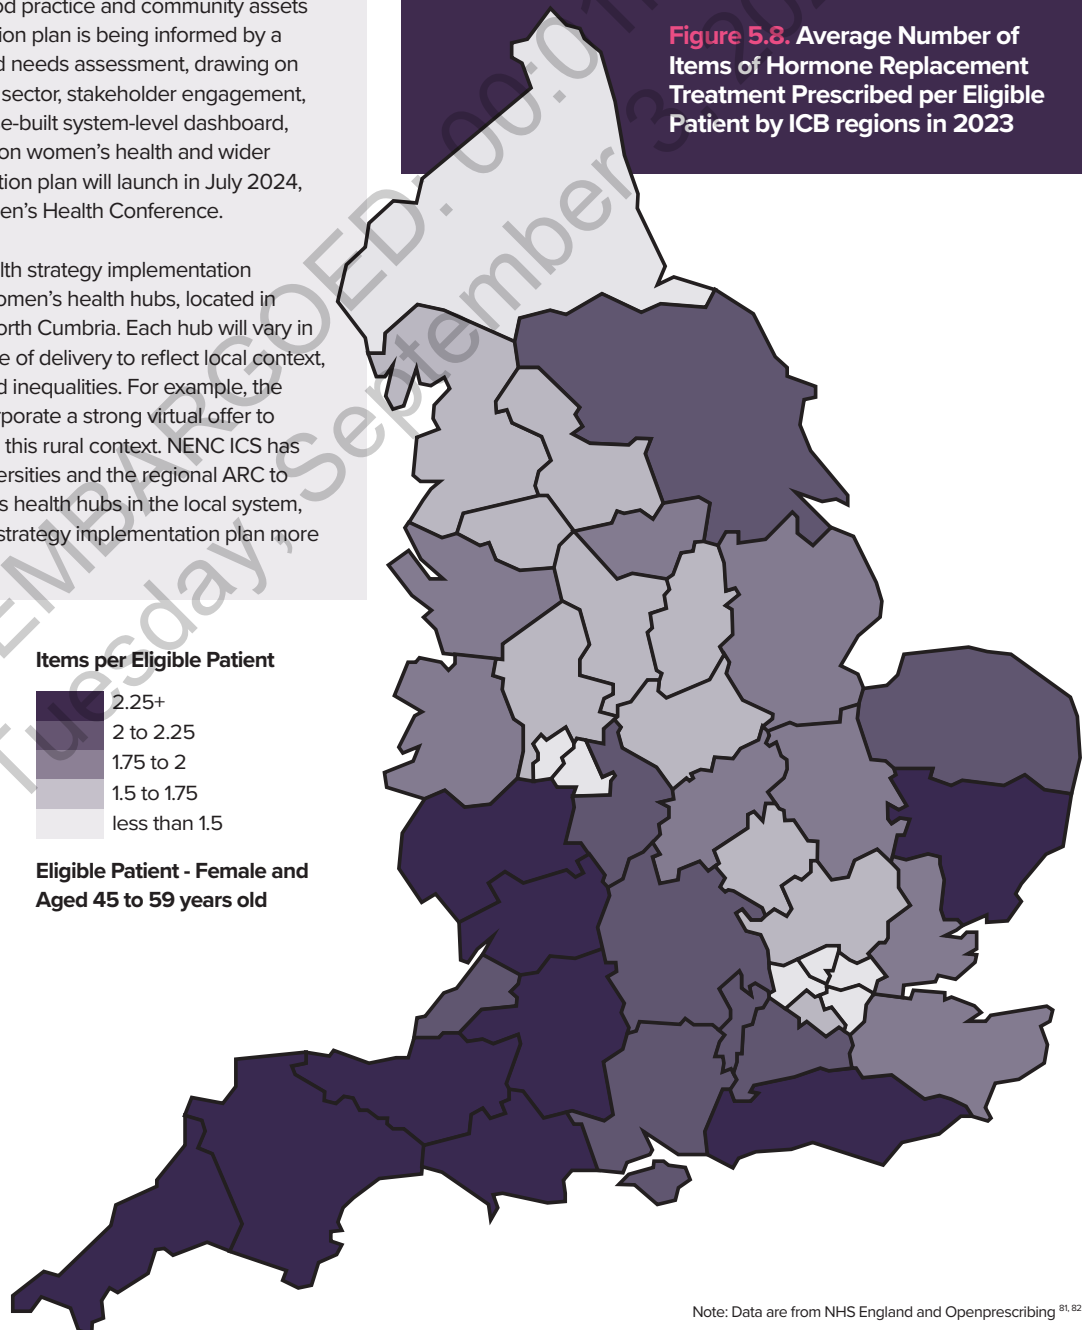 od practice and community assets
ion plan is being informed by a
d needs assessment, drawing on
sector, stakeholder engagement,
e-built system-level dashboard,
on women's health and wider
tion plan will launch in July 2024,
en's Health Conference.
lth strategy implementation
omen's health hubs, located in
orth Cumbria. Each hub will vary in
e of delivery to reflect local context,
d inequalities. For example, the
orporate a strong virtual offer to
this rural context. NENC ICS has
ersities and the regional ARC to
s health hubs in the local system,
strategy implementation plan more
Figure 5.8. Average Number of
Items of Hormone Replacement
Treatment Prescribed per Eligible
Patient by ICB regions in 2023
EMBARGOED: 00:01
Tuesday, September 3, 202
Items per Eligible Patient
2.25+
2 to 2.25
1.75 to 2
1.5 to 1.75
less than 1.5
Eligible Patient - Female and
Aged 45 to 59 years old
Note: Data are from NHS England and Openprescribing 81, 82